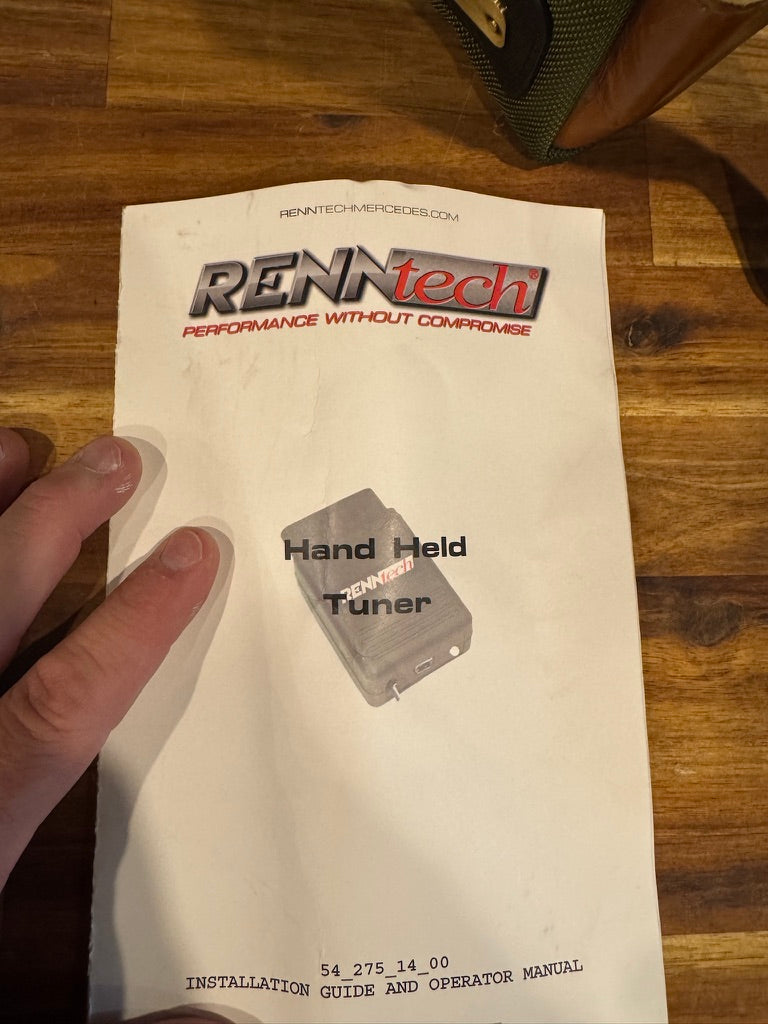 RENNTECHMERCEDES.COM
RENNtech®
PERFORMANCE WITHOUT COMPROMISE
Hand Held
RENNtech
Tuner
54_275_14_00
INSTALLATION GUIDE AND OPERATOR MANUAL